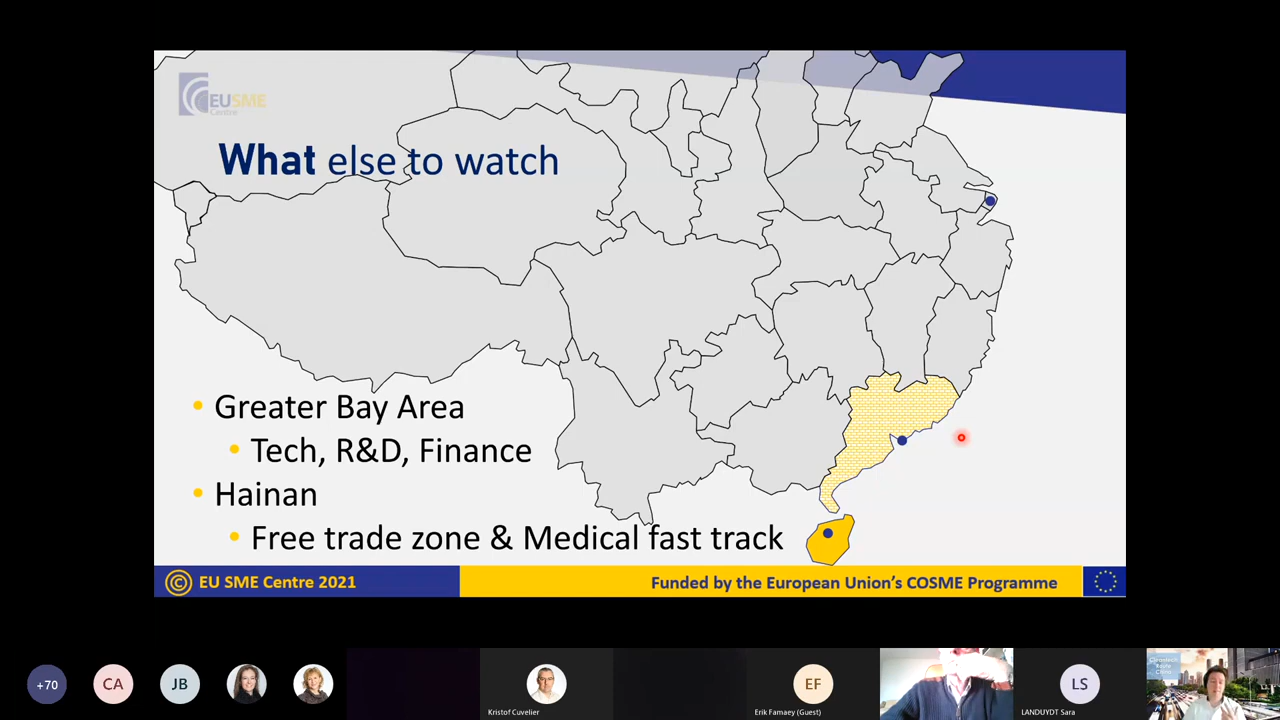 EUSME
Centre
What else to watch
• Greater Bay Area
• Tech, R&D, Finance
• Hainan
• Free trade zone & Medical fast track
© EU SME Centre 2021
Funded by the European Union's COSME Programme
+70
CA
JB
Kristof Cuvelier
EF
Erik Famaey (Guest)
LS
LANDUYDT Sara